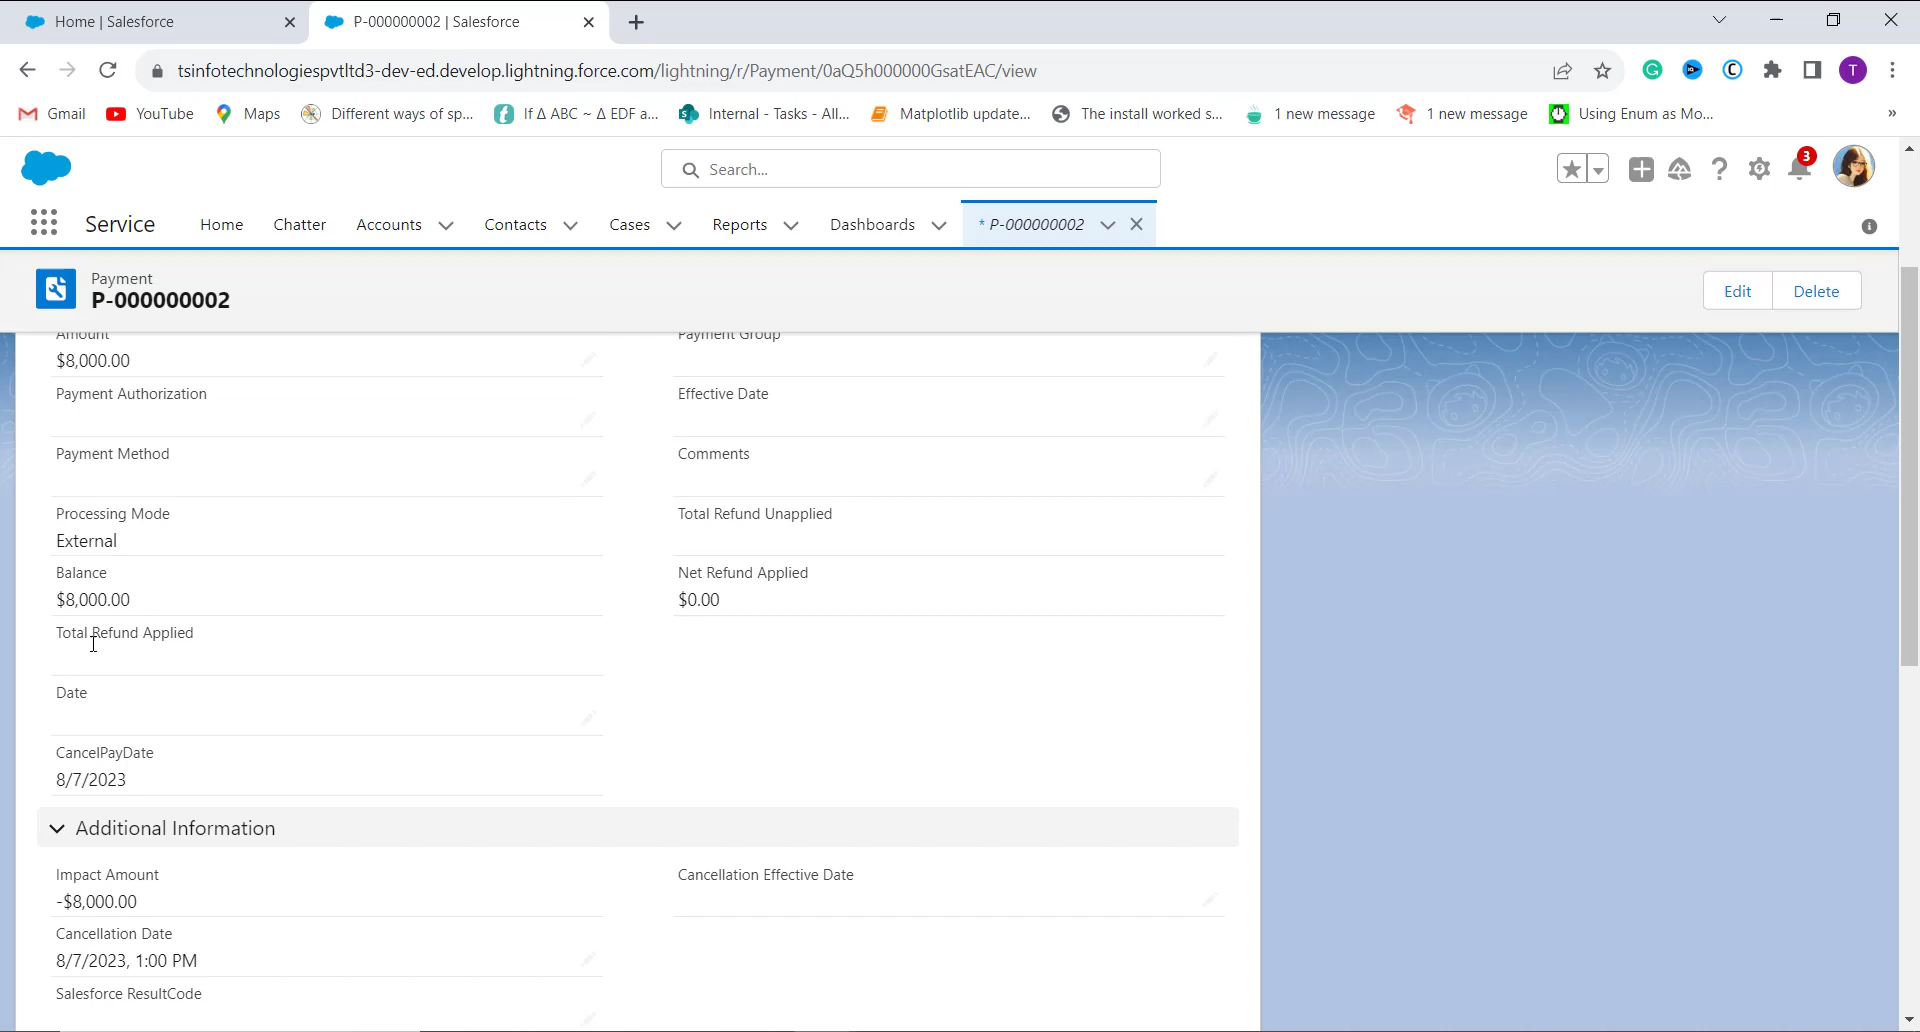 Home | Salesforce
P-000000002 | Salesforce
tsinfotechnologiespvtltd3-dev-ed.develop.lightning.force.com/lightning/r/Payment/0aQ5h000000GsatEAC/view
T
Gmail YouTube Maps Different ways of sp... If Δ ABC ~ Δ EDF a... Internal - Tasks - All... Matplotlib update... The install worked s... 1 new message 1 new message Using Enum as Mo... »
Search...
3
Service Home Chatter Accounts Contacts Cases Reports Dashboards * P-000000002
Payment
P-000000002
Edit Delete
Amount Payment Group
$8,000.00
Payment Authorization Effective Date
Payment Method Comments
Processing Mode Total Refund Unapplied
External
Balance Net Refund Applied
$8,000.00 $0.00
Total Refund Applied
Date
CancelPayDate
8/7/2023
Additional Information
Impact Amount Cancellation Effective Date
-$8,000.00
Cancellation Date
8/7/2023, 1:00 PM
Salesforce ResultCode